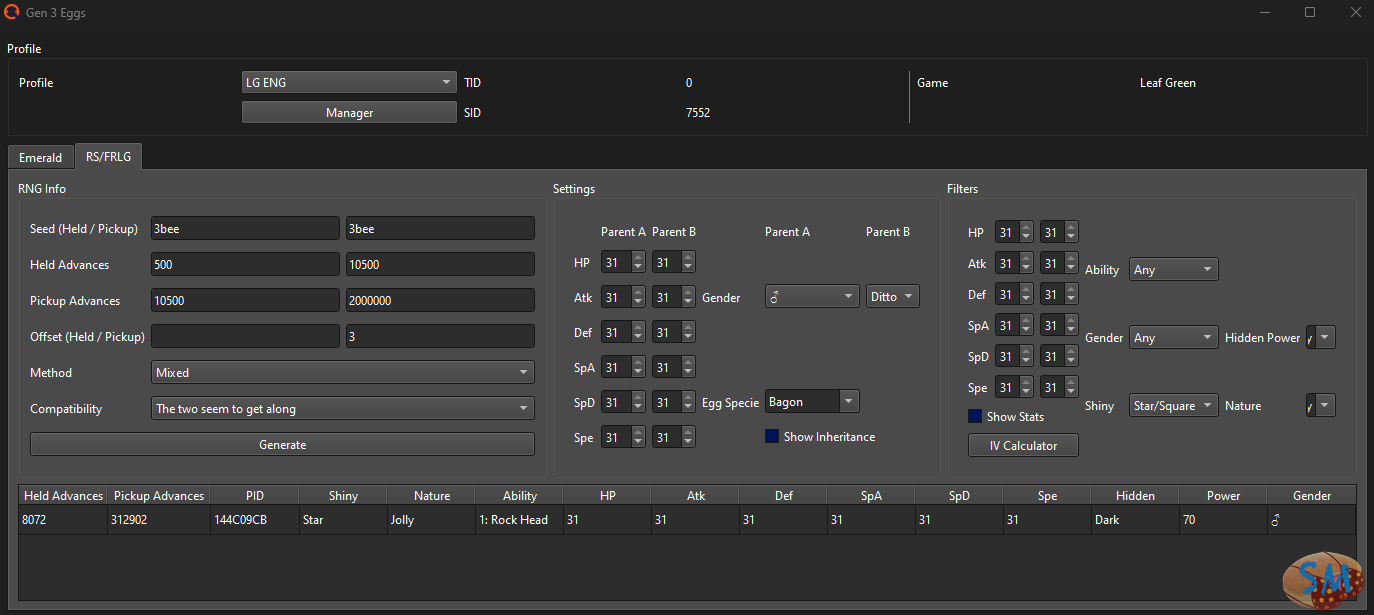 Gen 3 Eggs
Profile
Profile LG ENG TID 0 Game Leaf Green
Manager SID 7552
Emerald RS/FRLG
RNG Info Settings Filters
Seed (Held / Pickup) 3bee 3bee
Held Advances 500 10500
Pickup Advances 10500 2000000
Offset (Held / Pickup) 3
Method Mixed
Compatibility The two seem to get along
Generate
Parent A Parent B Parent A Parent B
HP 31 31
Atk 31 31 Gender ♂ Ditto
Def 31 31
SpA 31 31
SpD 31 31 Egg Specie Bagon
Spe 31 31 Show Inheritance
HP 31 31
Atk 31 31 Ability Any
Def 31 31
SpA 31 31 Gender Any Hidden Power y
SpD 31 31
Spe 31 31 Shiny Star/Square Nature y
Show Stats
IV Calculator
Held Advances Pickup Advances PID Shiny Nature Ability HP Atk Def SpA SpD Spe Hidden Power Gender
8072 312902 144C09CB Star Jolly 1: Rock Head 31 31 31 31 31 31 Dark 70 ♂
SM